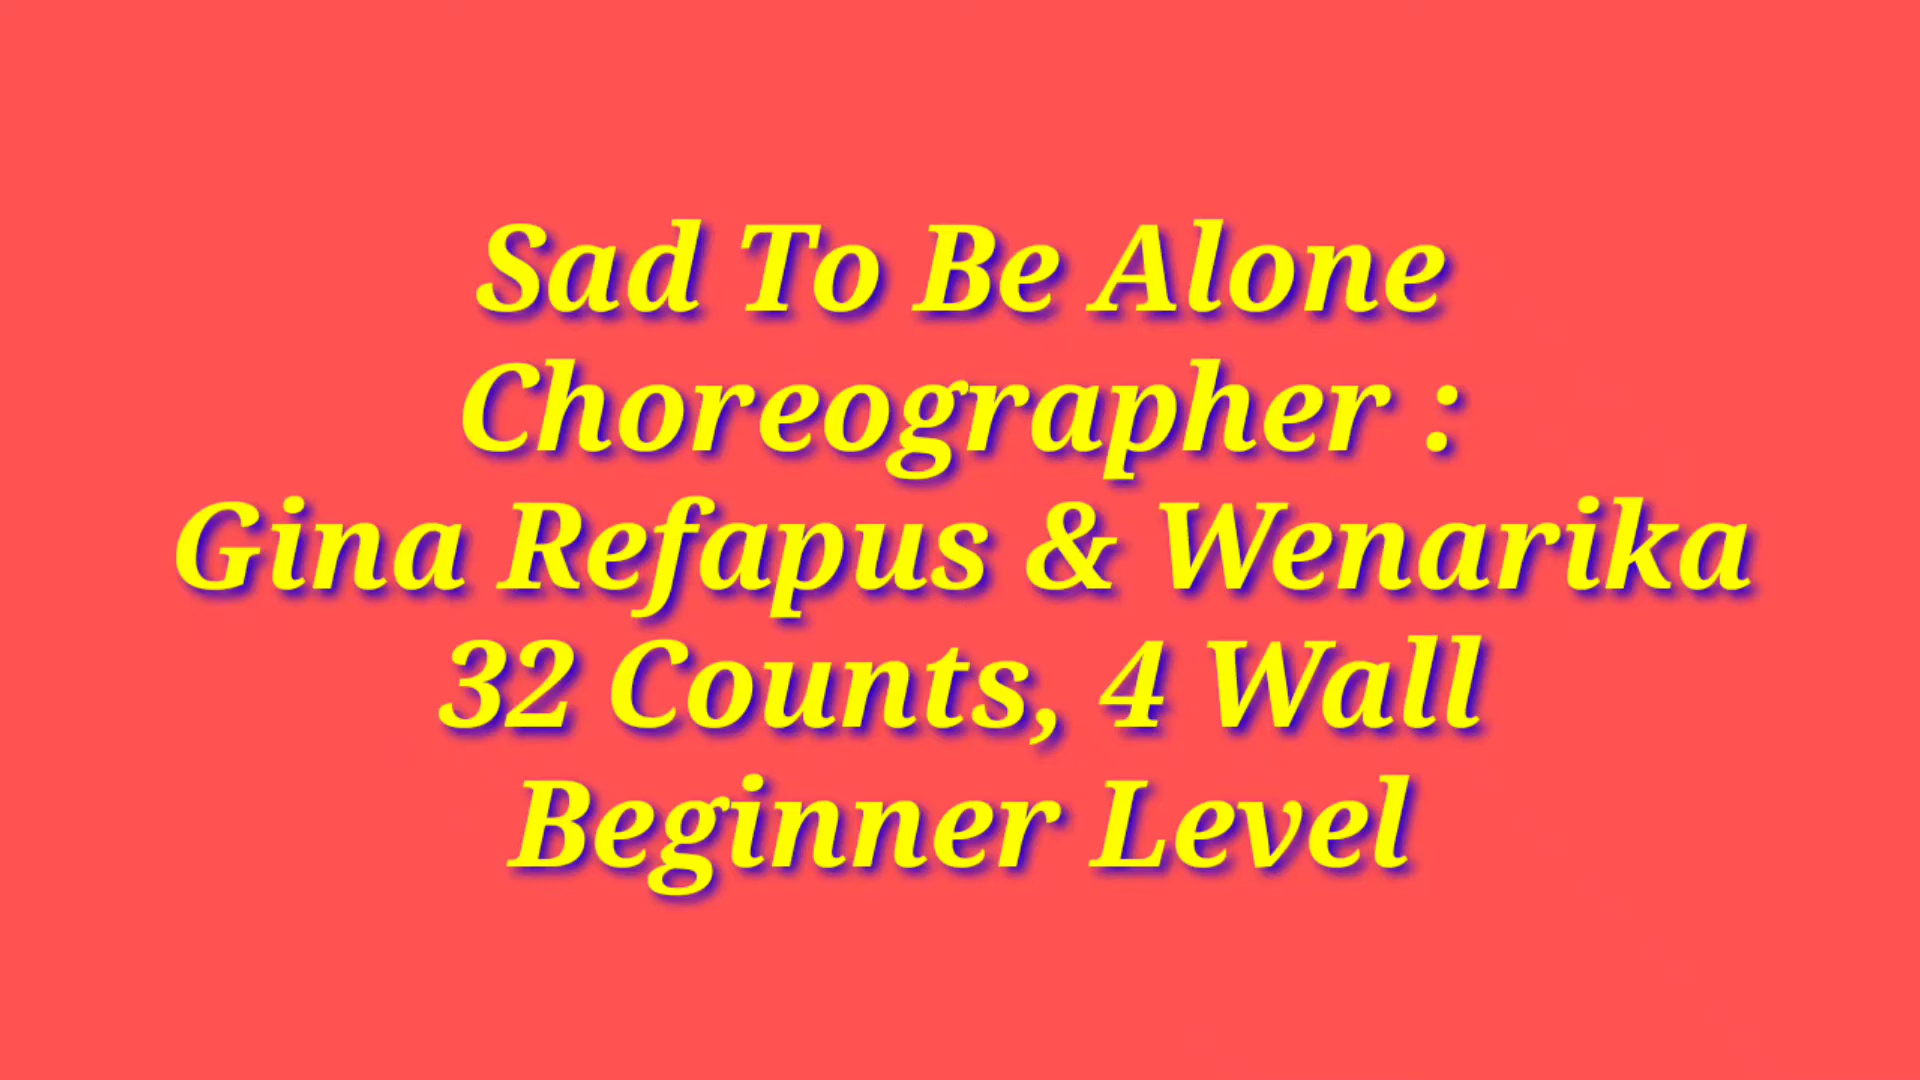 Sad To Be Alone
Choreographer :
Gina Refapus & Wenarika
32 Counts, 4 Wall
Beginner Level